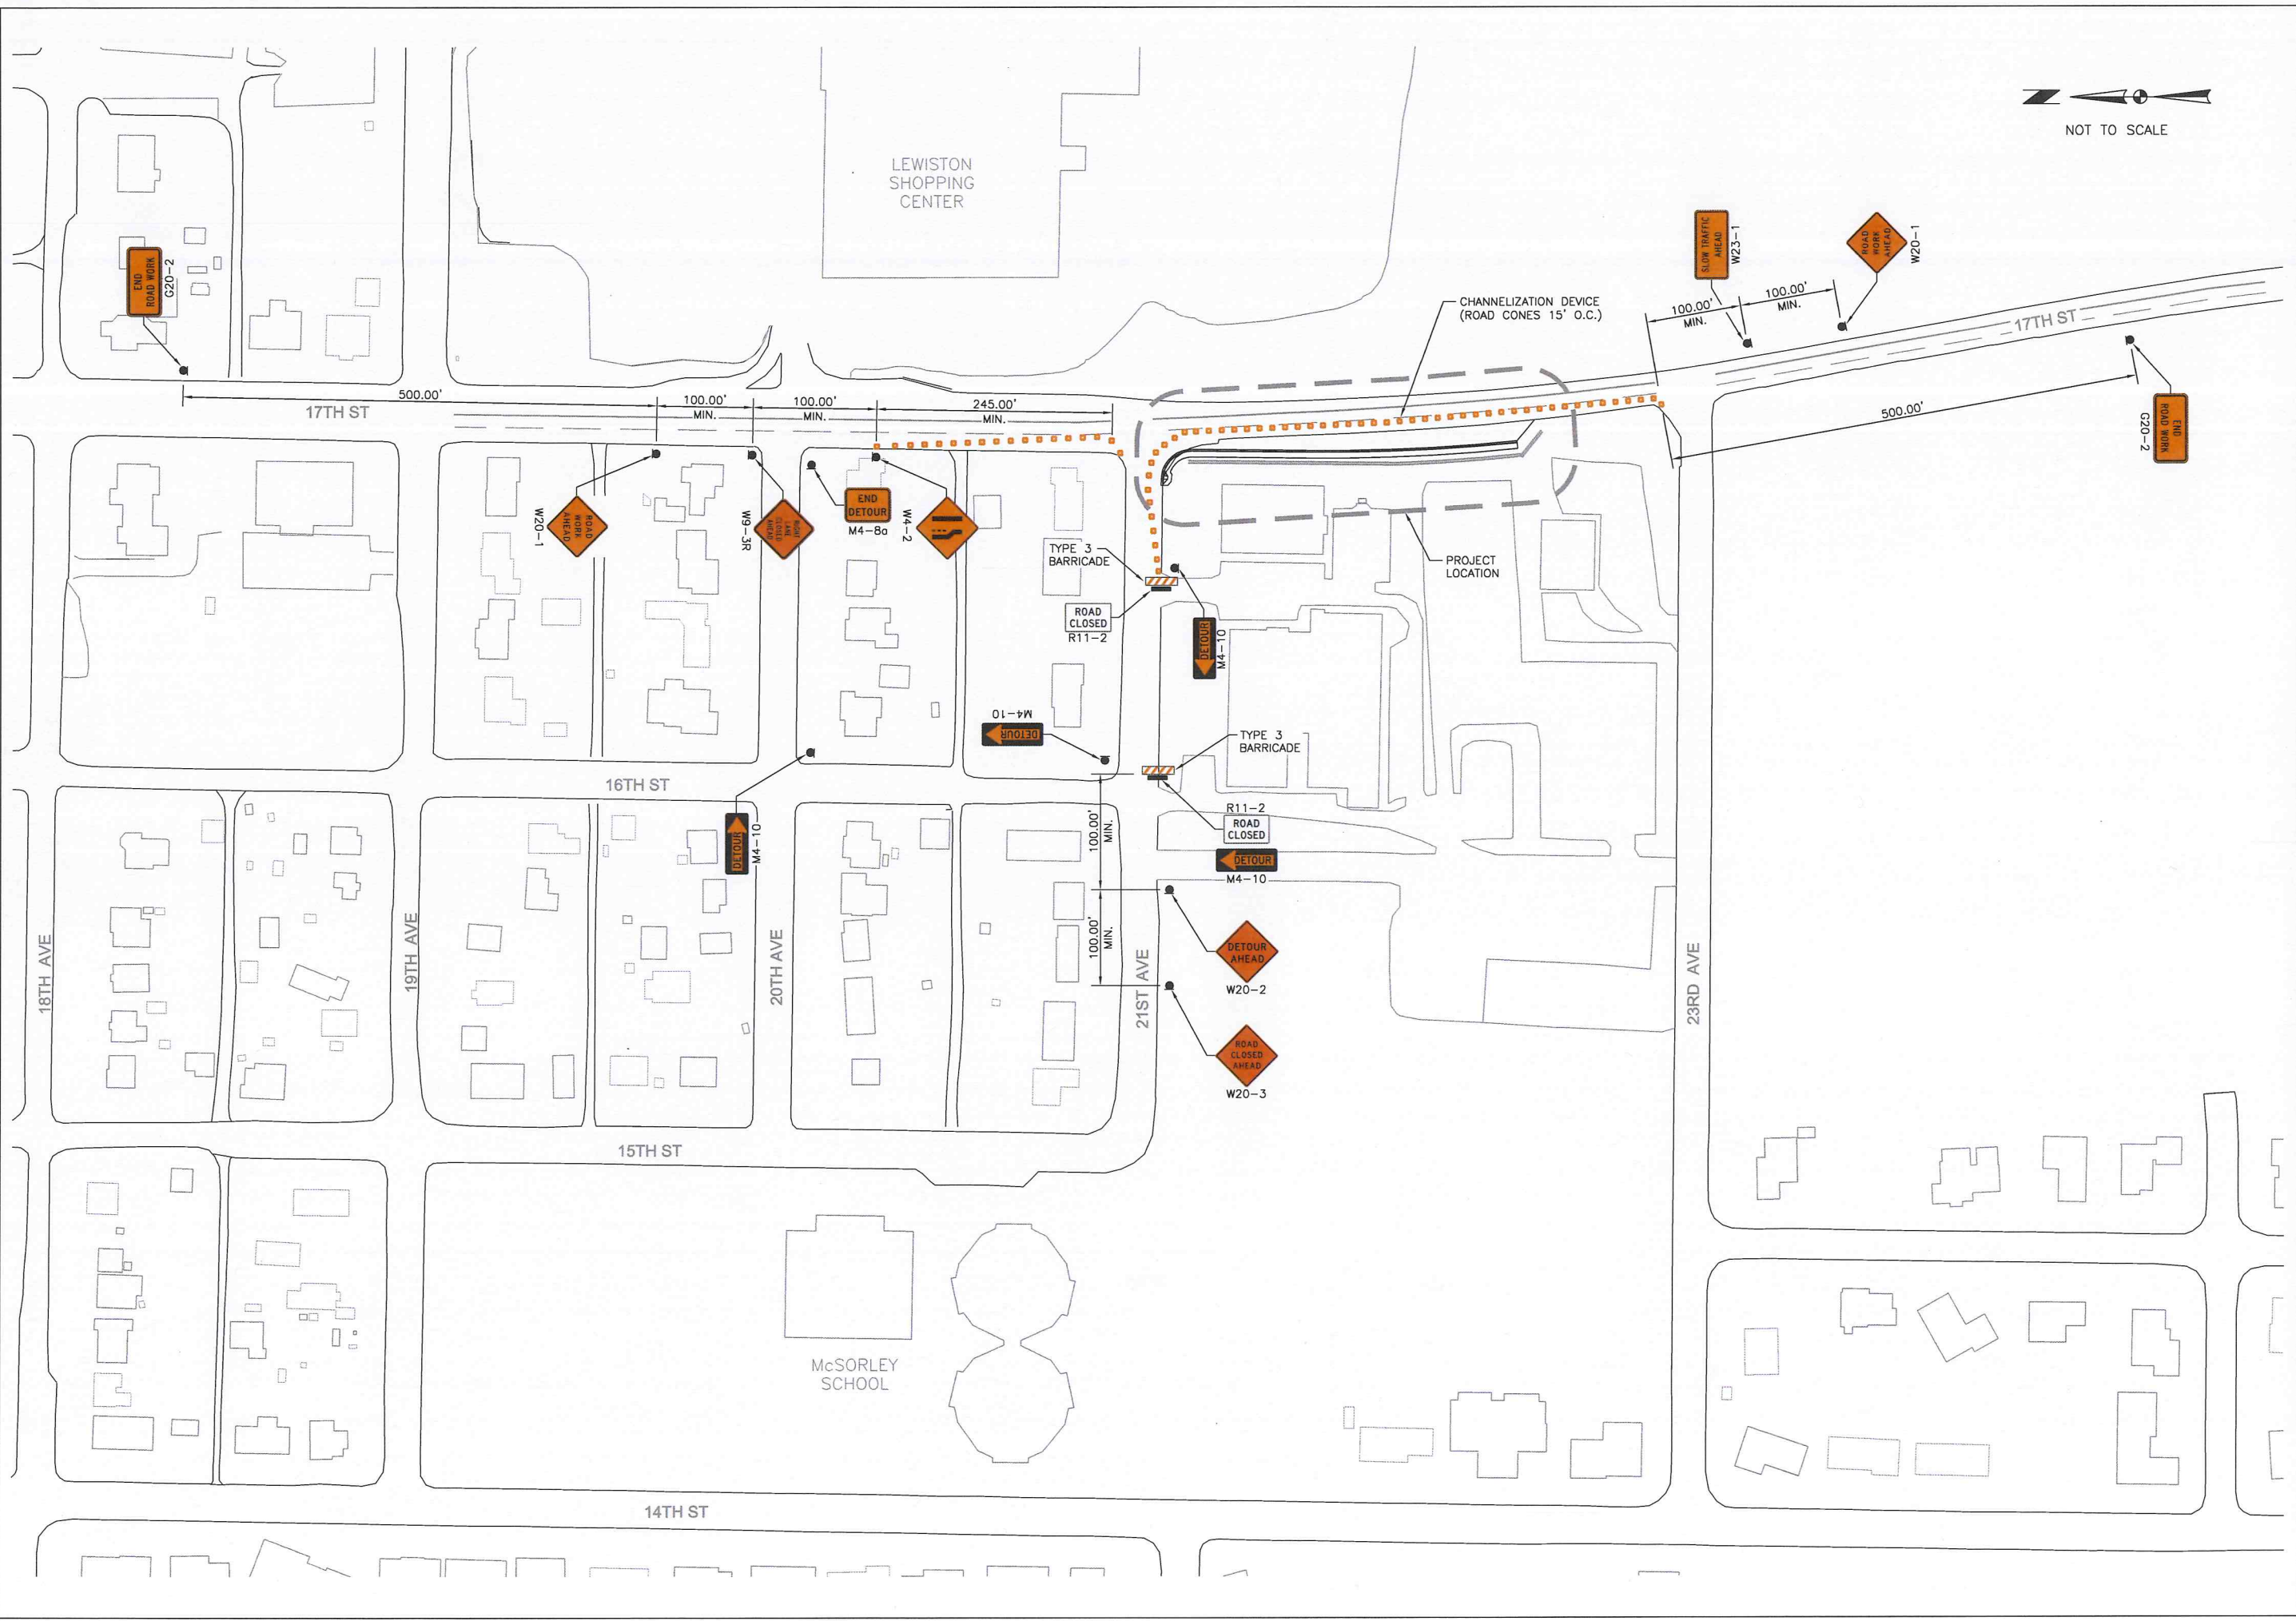 N
NOT TO SCALE
LEWISTON
SHOPPING
CENTER
SLOW TRAFFIC
AHEAD
W23-1
ROAD
WORK
AHEAD
W20-1
END
ROAD WORK
G20-2
CHANNELIZATION DEVICE
(ROAD CONES 15' O.C.)
100.00'
MIN.
100.00'
MIN.
17TH ST
500.00'
END
ROAD WORK
G20-2
500.00'
17TH ST
100.00'
MIN.
100.00'
MIN.
245.00'
MIN.
W20-1
ROAD
WORK
AHEAD
W9-3R
RIGHT
LANE
CLOSED
AHEAD
END
DETOUR
M4-8a
W4-2
TYPE 3
BARRICADE
ROAD
CLOSED
R11-2
PROJECT
LOCATION
DETOUR
M4-10
M4-10
DETOUR
TYPE 3
BARRICADE
16TH ST
DETOUR
M4-10
100.00'
MIN.
R11-2
ROAD
CLOSED
DETOUR
M4-10
100.00'
MIN.
DETOUR
AHEAD
W20-2
ROAD
CLOSED
AHEAD
W20-3
18TH AVE
19TH AVE
20TH AVE
21ST AVE
23RD AVE
15TH ST
McSORLEY
SCHOOL
14TH ST